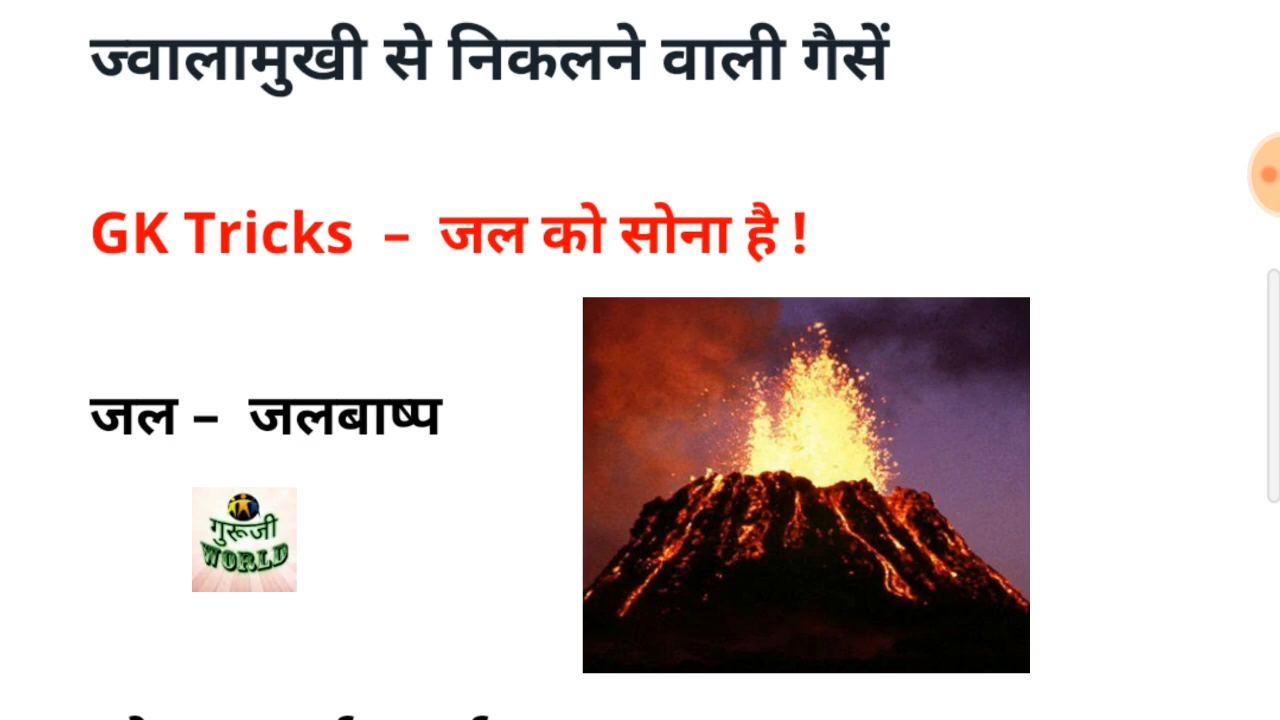 ज्वालामुखी से निकलने वाली गैसें
GK Tricks – जल को सोना है !
जल – जलबाष्प
गुरूजी
WORLD